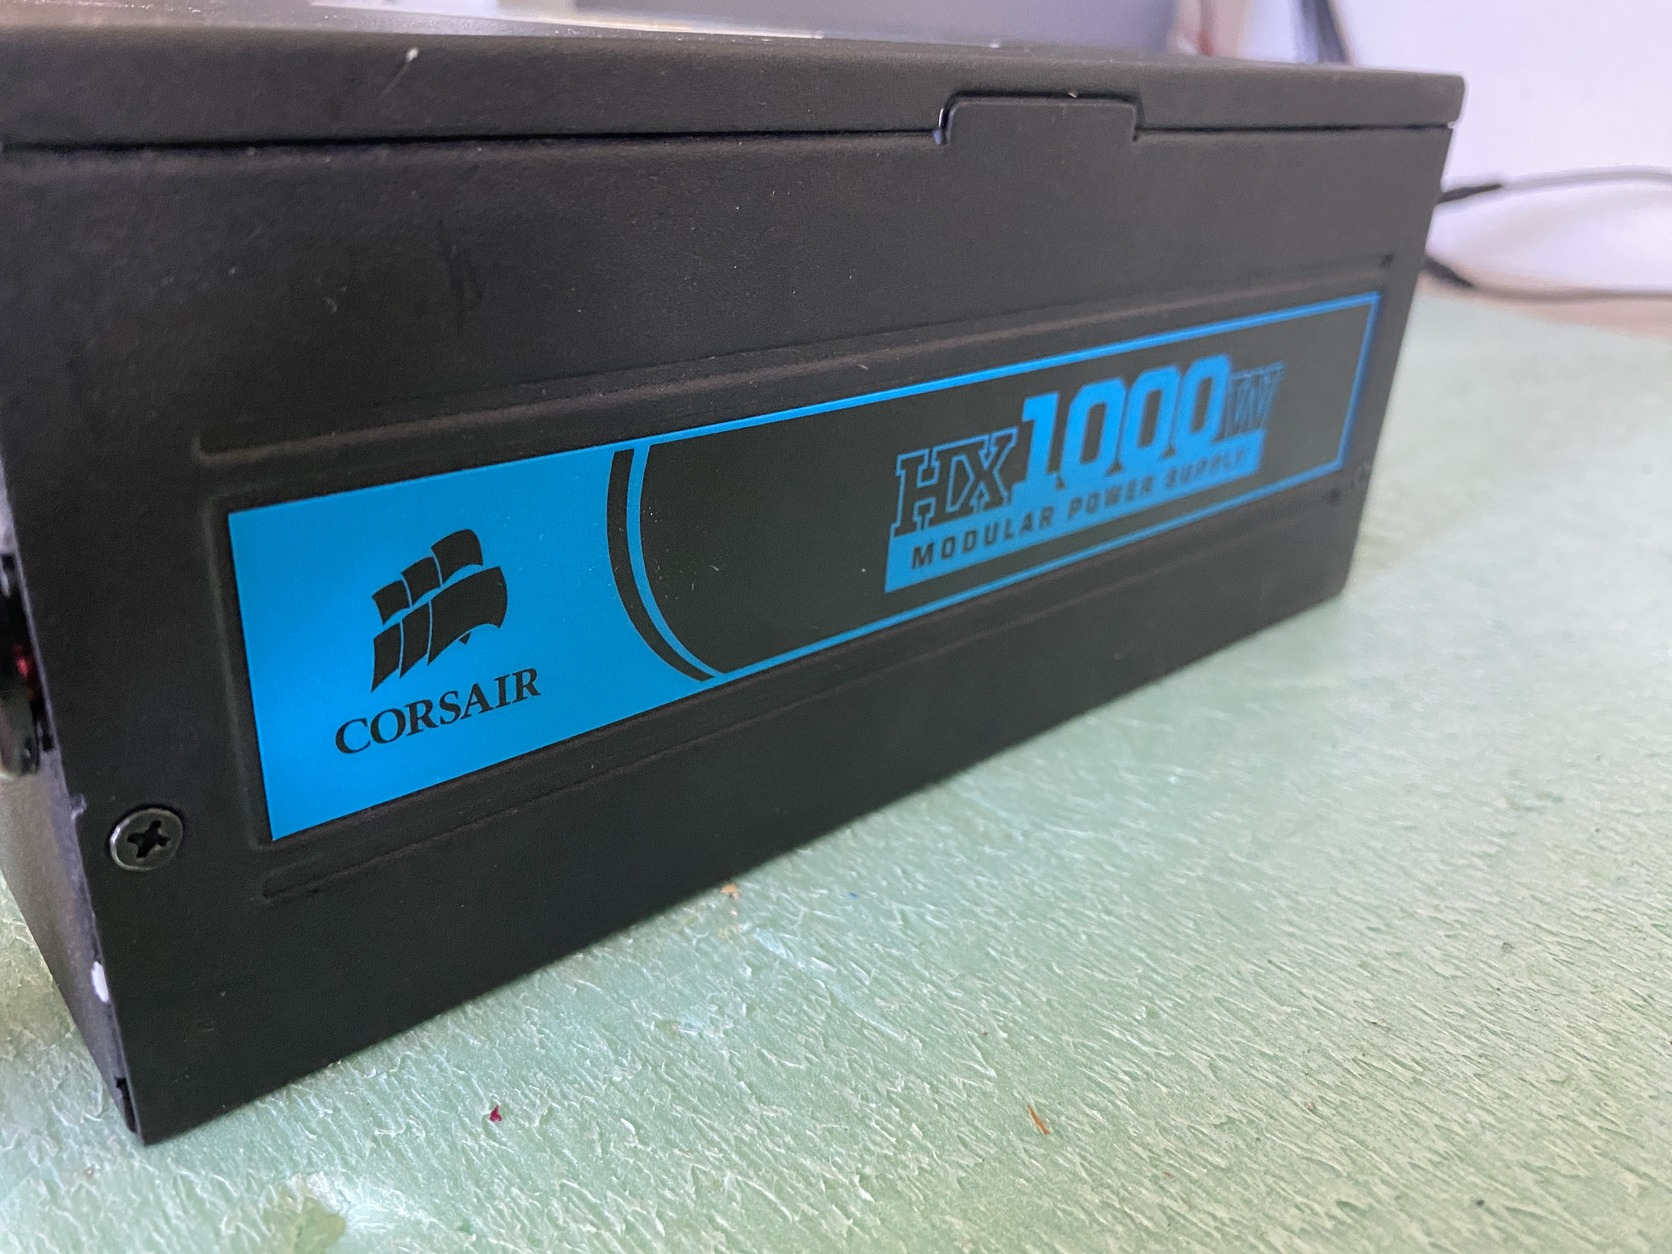 CORSAIR
HX1000W
MODULAR POWER SUPPLY